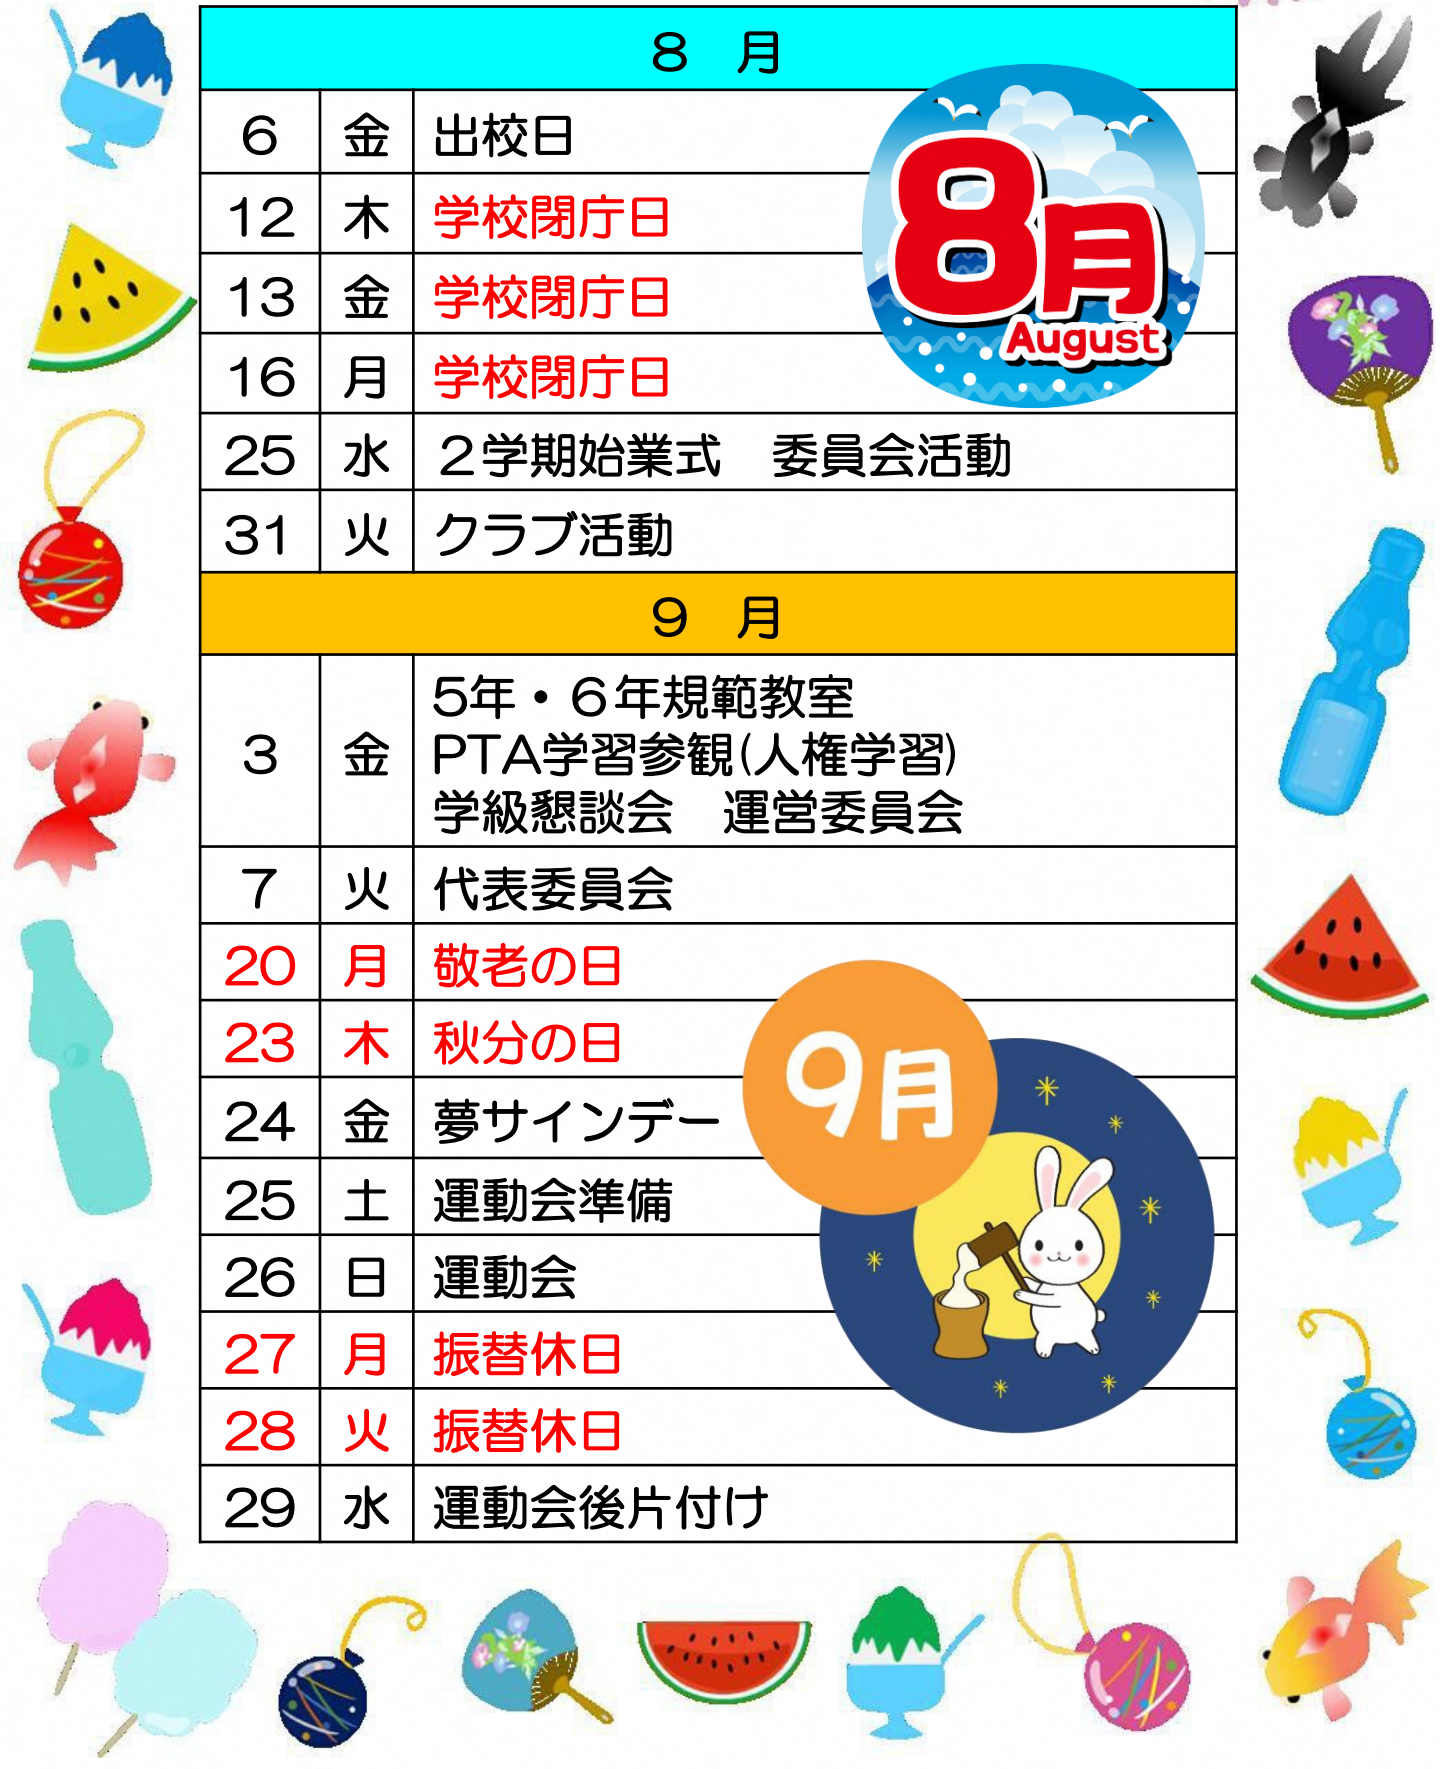 ８　月
6 金 出校日
12 木 学校閉庁日
13 金 学校閉庁日
16 月 学校閉庁日
25 水 ２学期始業式　委員会活動
31 火 クラブ活動
8月
August
９　月
3 金 5年・６年規範教室
PTA学習参観(人権学習)
学級懇談会　運営委員会
7 火 代表委員会
20 月 敬老の日
23 木 秋分の日
24 金 夢サインデー
25 土 運動会準備
26 日 運動会
27 月 振替休日
28 火 振替休日
29 水 運動会後片付け
9月